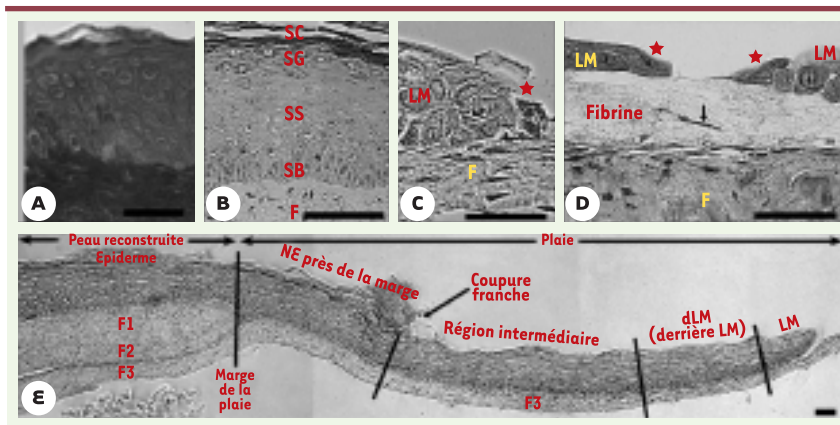 A
SC
SG
SS
SB
F
B
LM
F
C
LM
LM
Fibrine
F
D
Peau reconstruite
Plaie
Epiderme
NE près de la marge
Coupure
franche
Région intermédiaire
dLM
(derrière LM)
LM
F1
F2
F3
Marge
de la
plaie
F3
E